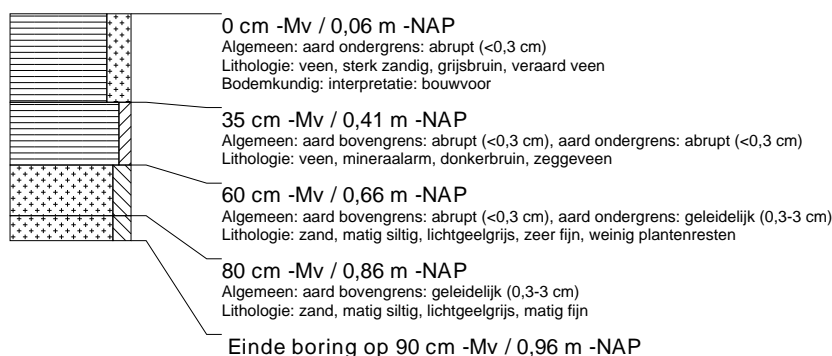 0 cm -Mv / 0,06 m -NAP
Algemeen: aard ondergrens: abrupt (<0,3 cm)
Lithologie: veen, sterk zandig, grijsbruin, veraard veen
Bodemkundig: interpretatie: bouwvoor
35 cm -Mv / 0,41 m -NAP
Algemeen: aard bovengrens: abrupt (<0,3 cm), aard ondergrens: abrupt (<0,3 cm)
Lithologie: veen, mineraalarm, donkerbruin, zeggeveen
60 cm -Mv / 0,66 m -NAP
Algemeen: aard bovengrens: abrupt (<0,3 cm), aard ondergrens: geleidelijk (0,3-3 cm)
Lithologie: zand, matig siltig, lichtgeelgrijs, zeer fijn, weinig plantenresten
80 cm -Mv / 0,86 m -NAP
Algemeen: aard bovengrens: geleidelijk (0,3-3 cm)
Lithologie: zand, matig siltig, lichtgeelgrijs, matig fijn
Einde boring op 90 cm -Mv / 0,96 m -NAP